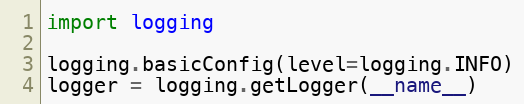 1 import logging
2
3 logging.basicConfig(level=logging.INFO)
4 logger = logging.getLogger(__name__)